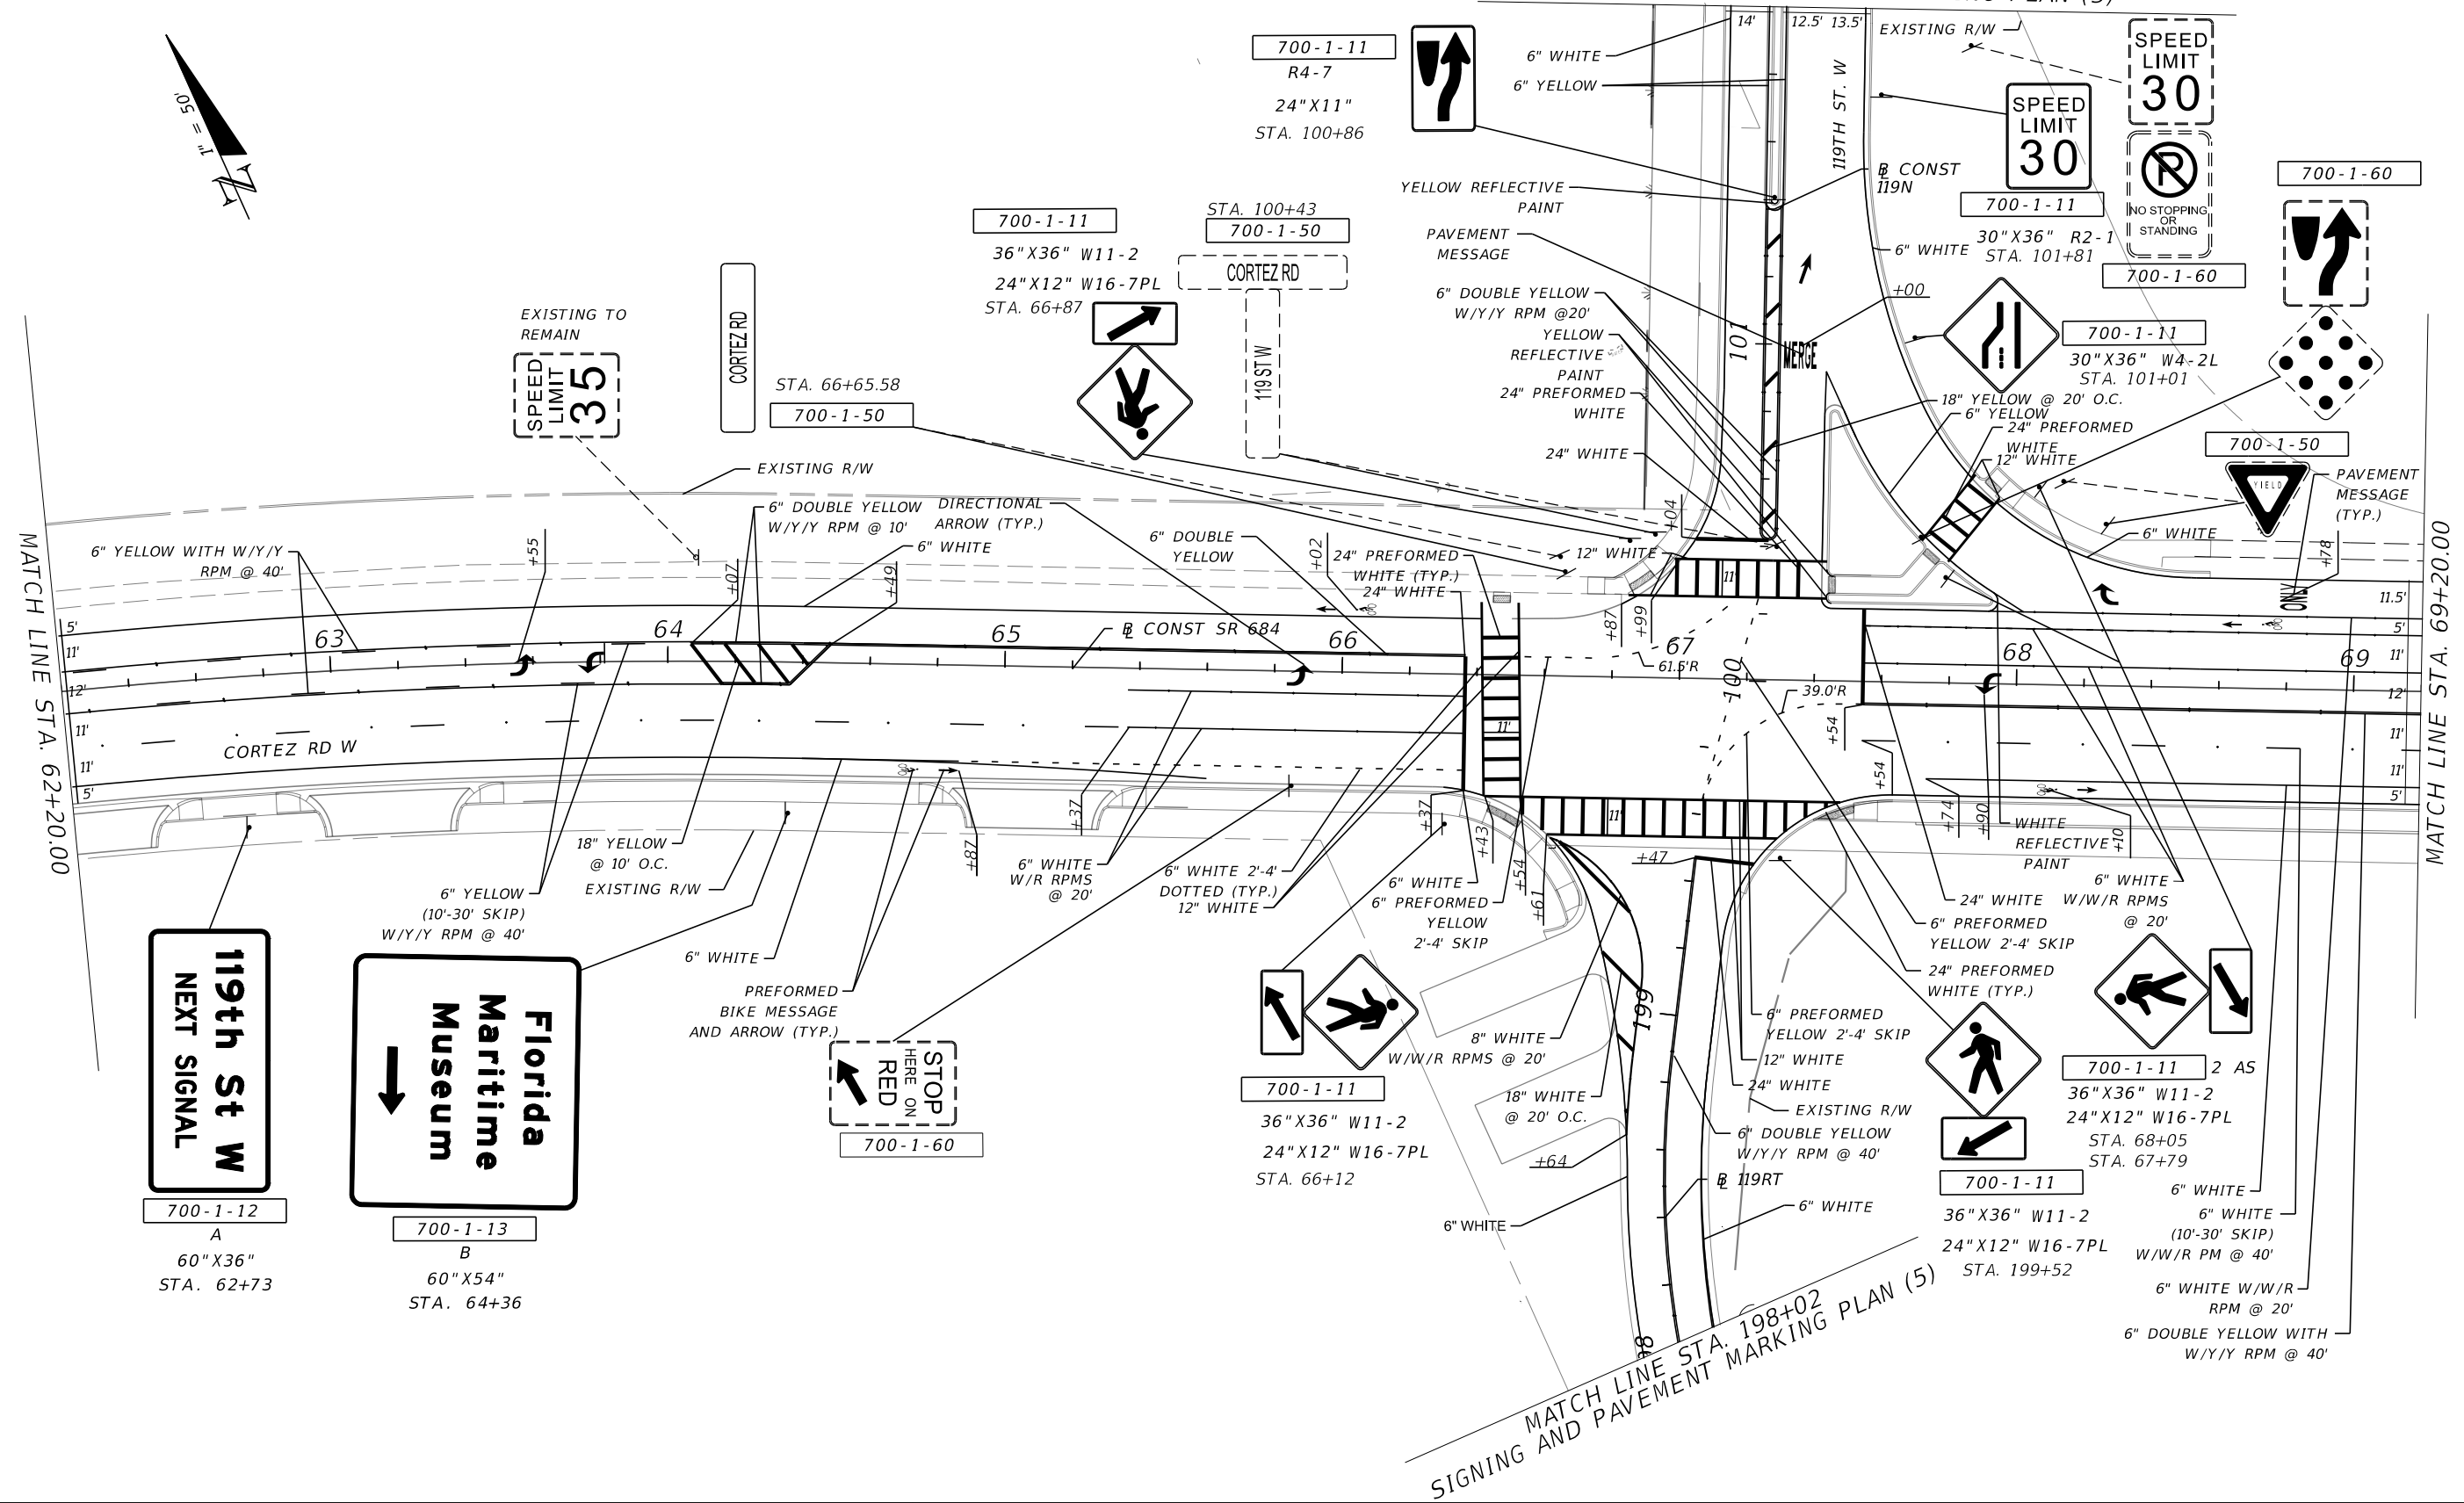 14'
12.5'
13.5'
EXISTING R/W
6" WHITE
6" YELLOW
119TH ST. W
700-1-11
R4-7
24"X11"
STA. 100+86
SPEED
LIMIT
30
SPEED
LIMIT
30
NO STOPPING
OR
STANDING
700-1-60
700-1-11
30"X36" R2-1
STA. 101+81
700-1-60
1" = 50'
N
YELLOW REFLECTIVE
PAINT
B CONST
119N
PAVEMENT
MESSAGE
6" WHITE
+00
6" DOUBLE YELLOW
W/Y/Y RPM @20'
YELLOW
REFLECTIVE
PAINT
24" PREFORMED
WHITE
24" WHITE
101
MERGE
700-1-11
30"X36" W4-2L
STA. 101+01
18" YELLOW @ 20' O.C.
6" YELLOW
24" PREFORMED
WHITE
12" WHITE
700-1-50
YIELD
PAVEMENT
MESSAGE
(TYP.)
6" WHITE
+78
ONLY
700-1-11
36"X36" W11-2
24"X12" W16-7PL
STA. 66+87
STA. 100+43
700-1-50
CORTEZ RD
119 ST W
CORTEZ RD
STA. 66+65.58
700-1-50
EXISTING TO
REMAIN
SPEED
LIMIT
35
EXISTING R/W
6" DOUBLE YELLOW
W/Y/Y RPM @ 10'
DIRECTIONAL
ARROW (TYP.)
6" WHITE
6" DOUBLE
YELLOW
+02
24" PREFORMED
WHITE (TYP.)
24" WHITE
12" WHITE
+04
MATCH LINE STA. 62+20.00
6" YELLOW WITH W/Y/Y
RPM @ 40'
+55
+07
+49
+87
+99
5'
11'
12'
11'
11'
5'
63
64
65
66
67
68
69
B CONST SR 684
61.5'R
39.0'R
100
11'
11'
11'
CORTEZ RD W
11.5'
5'
11'
12'
11'
11'
5'
MATCH LINE STA. 69+20.00
+87
+37
+37
+43
+54
+61
+47
+54
+54
+74
+90
+10
18" YELLOW
@ 10' O.C.
EXISTING R/W
6" YELLOW
(10'-30' SKIP)
W/Y/Y RPM @ 40'
6" WHITE
6" WHITE
W/R RPMS
@ 20'
6" WHITE 2'-4'
DOTTED (TYP.)
12" WHITE
6" WHITE
6" PREFORMED
YELLOW
2'-4' SKIP
WHITE
REFLECTIVE
PAINT
24" WHITE
6" WHITE
W/W/R RPMS
@ 20'
6" PREFORMED
YELLOW 2'-4' SKIP
24" PREFORMED
WHITE (TYP.)
119th St W
NEXT SIGNAL
700-1-12
A
60"X36"
STA. 62+73
Florida
Maritime
Museum
700-1-13
B
60"X54"
STA. 64+36
PREFORMED
BIKE MESSAGE
AND ARROW (TYP.)
STOP
HERE ON
RED
700-1-60
700-1-11
36"X36" W11-2
24"X12" W16-7PL
STA. 66+12
8" WHITE
W/W/R RPMS @ 20'
18" WHITE
@ 20' O.C.
+64
6" WHITE
199
6" PREFORMED
YELLOW 2'-4' SKIP
12" WHITE
24" WHITE
EXISTING R/W
6" DOUBLE YELLOW
W/Y/Y RPM @ 40'
B 119RT
6" WHITE
700-1-11
36"X36" W11-2
24"X12" W16-7PL
STA. 199+52
700-1-11 2 AS
36"X36" W11-2
24"X12" W16-7PL
STA. 68+05
STA. 67+79
6" WHITE
6" WHITE
(10'-30' SKIP)
W/W/R PM @ 40'
6" WHITE W/W/R
RPM @ 20'
6" DOUBLE YELLOW WITH
W/Y/Y RPM @ 40'
MATCH LINE STA. 198+02
SIGNING AND PAVEMENT MARKING PLAN (5)